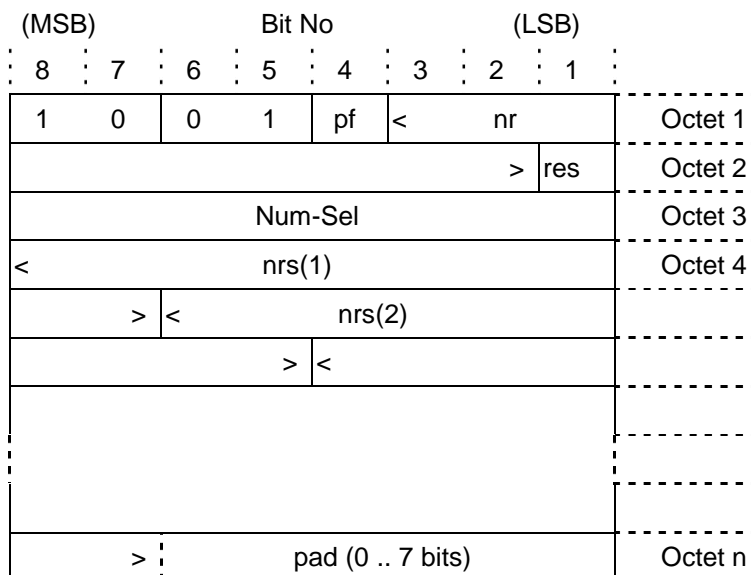 (MSB) Bit No (LSB)
8 7 6 5 4 3 2 1
1 0 0 1 pf < nr Octet 1
> res Octet 2
Num-Sel Octet 3
< nrs(1) Octet 4
> < nrs(2)
> <
> pad (0 .. 7 bits) Octet n